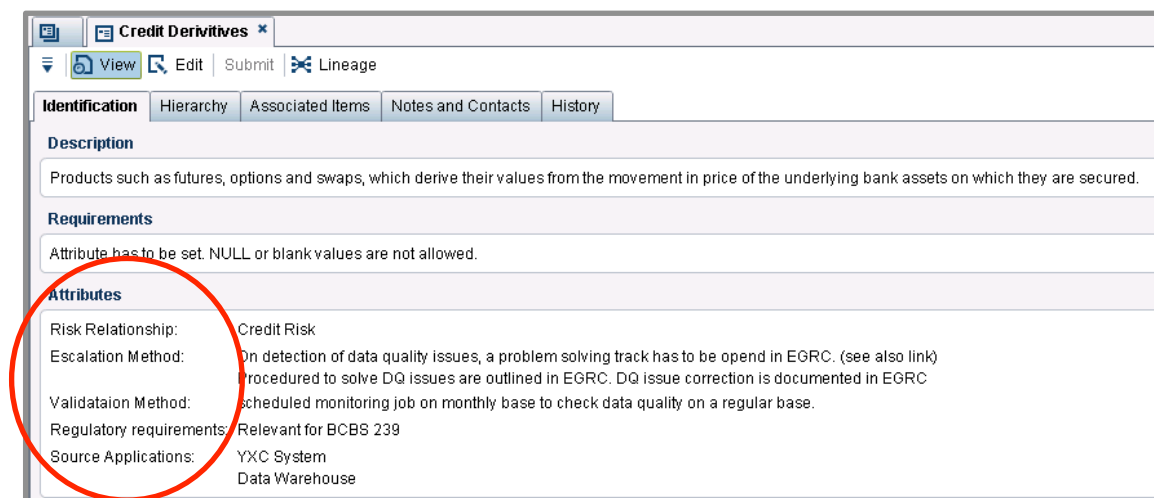 Credit Derivitives ×
View Edit Submit Lineage
Identification Hierarchy Associated Items Notes and Contacts History
Description
Products such as futures, options and swaps, which derive their values from the movement in price of the underlying bank assets on which they are secured.
Requirements
Attribute has to be set. NULL or blank values are not allowed.
Attributes
Risk Relationship: Credit Risk
Escalation Method: On detection of data quality issues, a problem solving track has to be opend in EGRC. (see also link)
Procedured to solve DQ issues are outlined in EGRC. DQ issue correction is documented in EGRC
Validataion Method: scheduled monitoring job on monthly base to check data quality on a regular base.
Regulatory requirements: Relevant for BCBS 239
Source Applications: YXC System
Data Warehouse